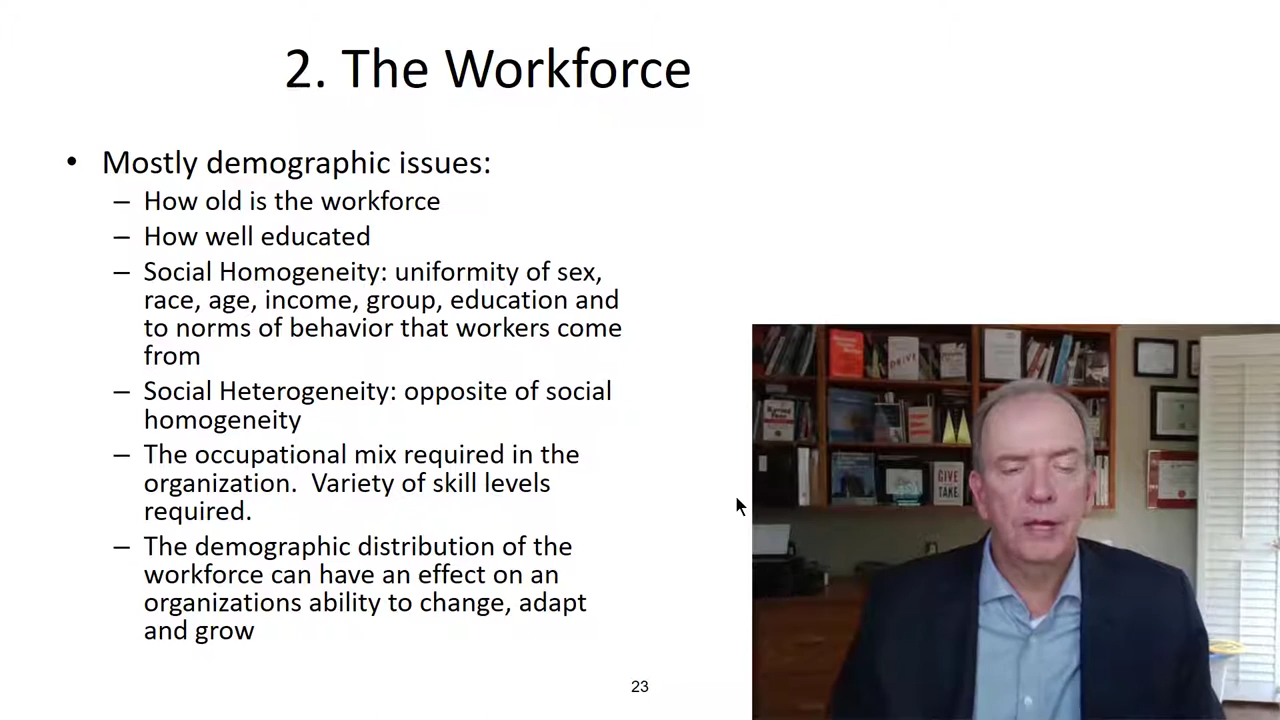 2. The Workforce
• Mostly demographic issues:
– How old is the workforce
– How well educated
– Social Homogeneity: uniformity of sex,
race, age, income, group, education and
to norms of behavior that workers come
from
– Social Heterogeneity: opposite of social
homogeneity
– The occupational mix required in the
organization.  Variety of skill levels
required.
– The demographic distribution of the
workforce can have an effect on an
organizations ability to change, adapt
and grow
23
DRIVE
GIVE
TAKE